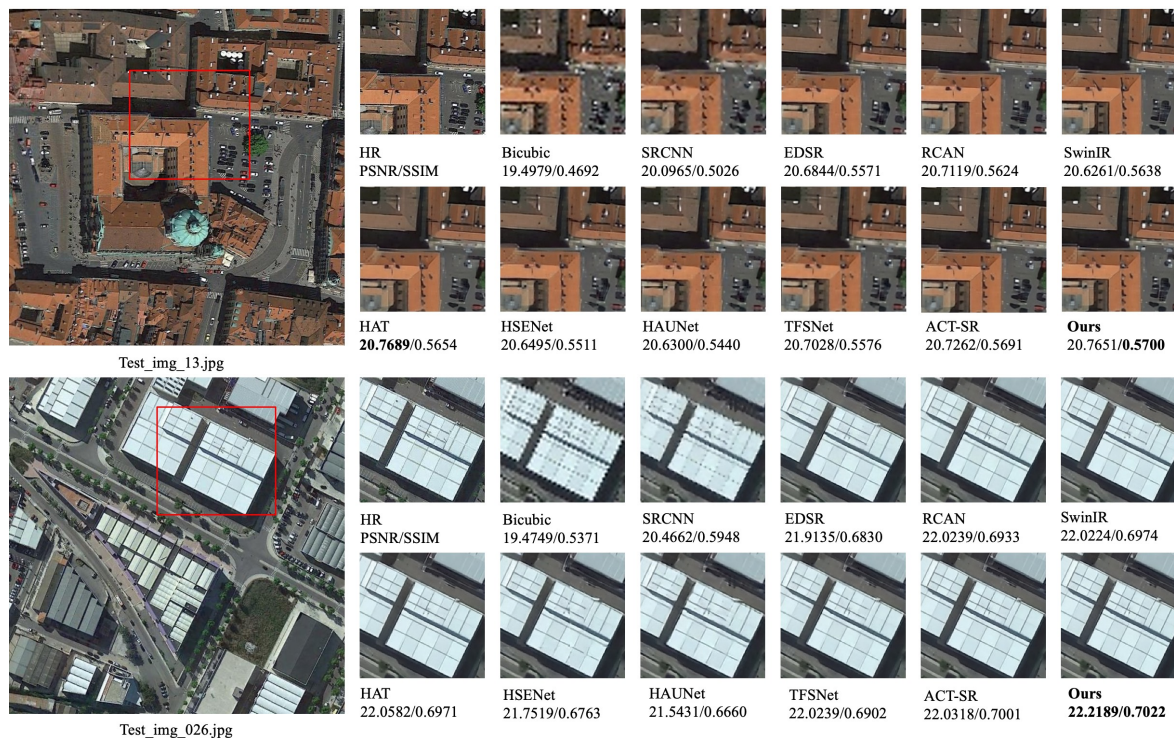 HR Bicubic SRCNN EDSR RCAN SwinIR
PSNR/SSIM 19.4979/0.4692 20.0965/0.5026 20.6844/0.5571 20.7119/0.5624 20.6261/0.5638
HAT HSENet HAUNet TFSNet ACT-SR Ours
20.7689/0.5654 20.6495/0.5511 20.6300/0.5440 20.7028/0.5576 20.7262/0.5691 20.7651/0.5700
Test_img_13.jpg
HR Bicubic SRCNN EDSR RCAN SwinIR
PSNR/SSIM 19.4749/0.5371 20.4662/0.5948 21.9135/0.6830 22.0239/0.6933 22.0224/0.6974
HAT HSENet HAUNet TFSNet ACT-SR Ours
22.0582/0.6971 21.7519/0.6763 21.5431/0.6660 22.0239/0.6902 22.0318/0.7001 22.2189/0.7022
Test_img_026.jpg